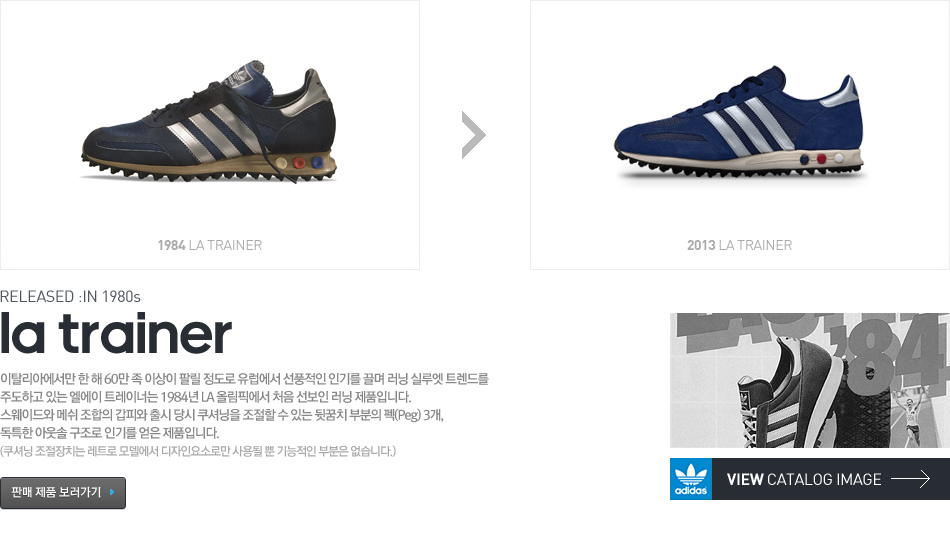 1984 LA TRAINER
2013 LA TRAINER
RELEASED :IN 1980s
la trainer
이탈리아에서만 한 해 60만 족 이상이 팔릴 정도로 유럽에서 선풍적인 인기를 끌며 러닝 실루엣 트렌드를
주도하고 있는 엘에이 트레이너는 1984년 LA 올림픽에서 처음 선보인 러닝 제품입니다.
스웨이드와 메쉬 조합의 갑피와 출시 당시 쿠셔닝을 조절할 수 있는 뒷꿈치 부분의 펙(Peg) 3개,
독특한 아웃솔 구조로 인기를 얻은 제품입니다.
(쿠셔닝 조절장치는 레트로 모델에서 디자인요소로만 사용될 뿐 기능적인 부분은 없습니다.)
판매 제품 보러가기
'84
adidas
VIEW CATALOG IMAGE